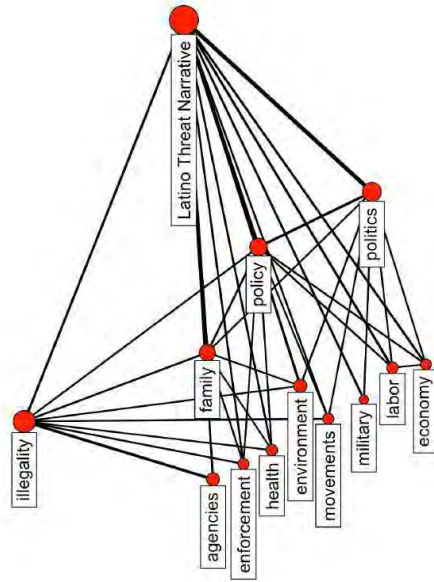 illegality
Latino Threat Narrative
family
policy
politics
agencies
enforcement
health
environment
movements
military
labor
economy